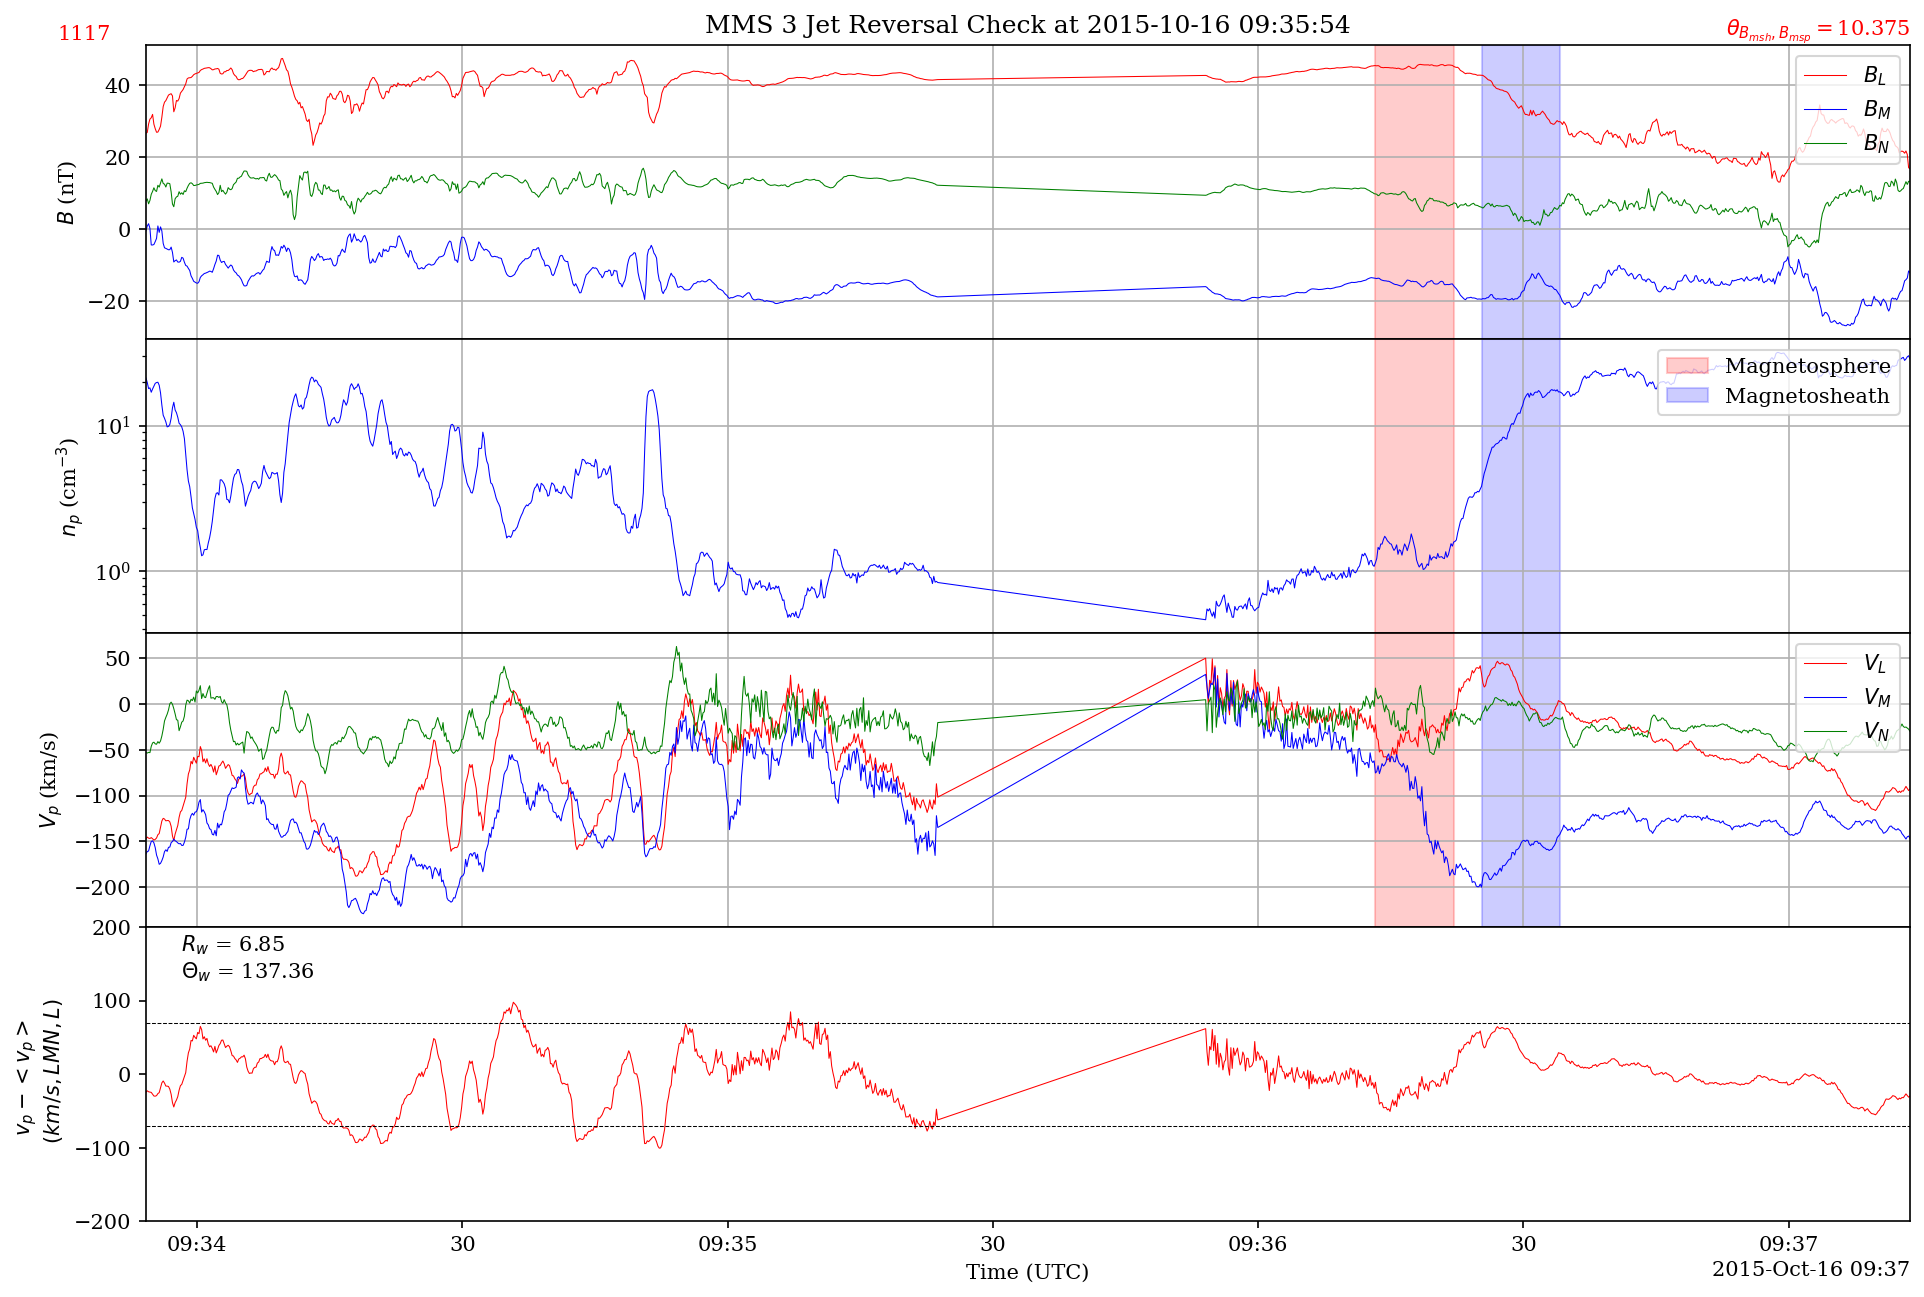 MMS 3 Jet Reversal Check at 2015-10-16 09:35:54
1117
θ_{B_{msh}, B_{msp}} = 10.375
40
20
0
−20
B (nT)
B_L
B_M
B_N
10^1
10^0
n_p (cm^{−3})
Magnetosphere
Magnetosheath
50
0
−50
−100
−150
−200
V_p (km/s)
V_L
V_M
V_N
200
100
0
−100
−200
v_p − < v_p >
(km/s, LMN, L)
R_w = 6.85
Θ_w = 137.36
09:34
30
09:35
30
09:36
30
09:37
Time (UTC)
2015-Oct-16 09:37